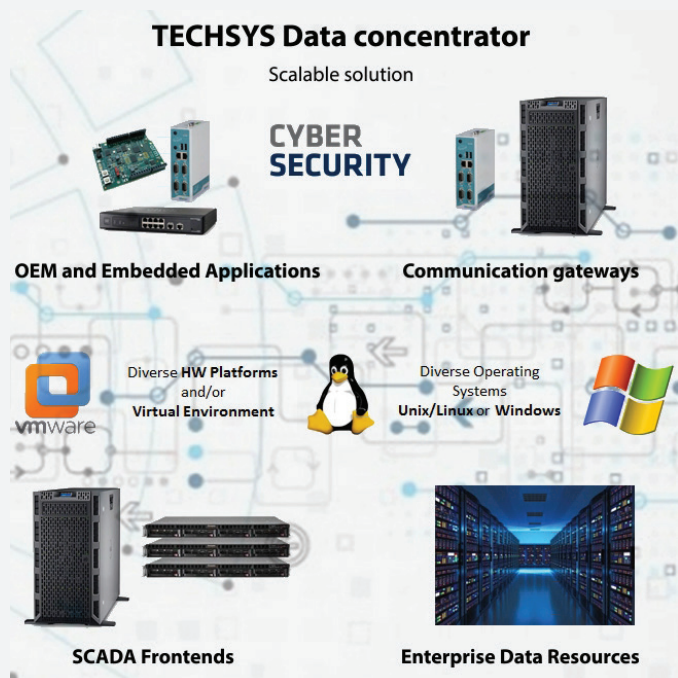 TECHSYS Data concentrator
Scalable solution
CYBER
SECURITY
OEM and Embedded Applications
Communication gateways
Diverse HW Platforms
and/or
Virtual Environment
Diverse Operating
Systems
Unix/Linux or Windows
vmware
SCADA Frontends
Enterprise Data Resources